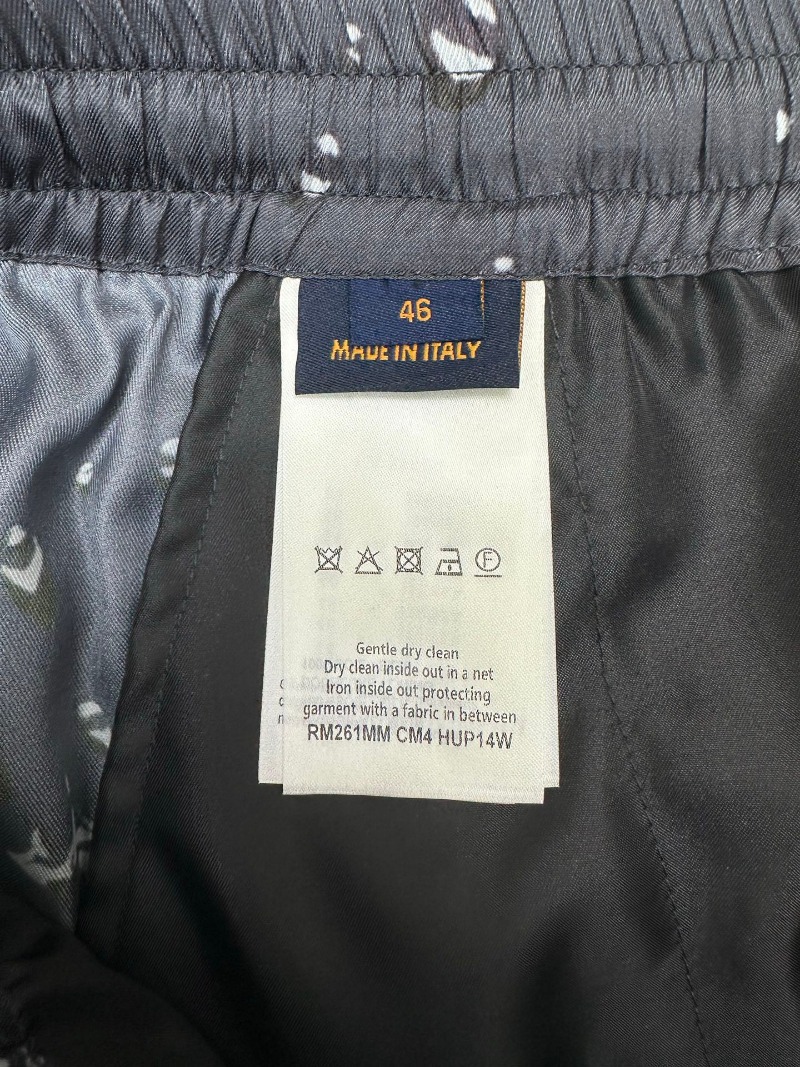 46
MADE IN ITALY
F
Gentle dry clean
Dry clean inside out in a net
Iron inside out protecting
garment with a fabric in between
RM261MM CM4 HUP14W